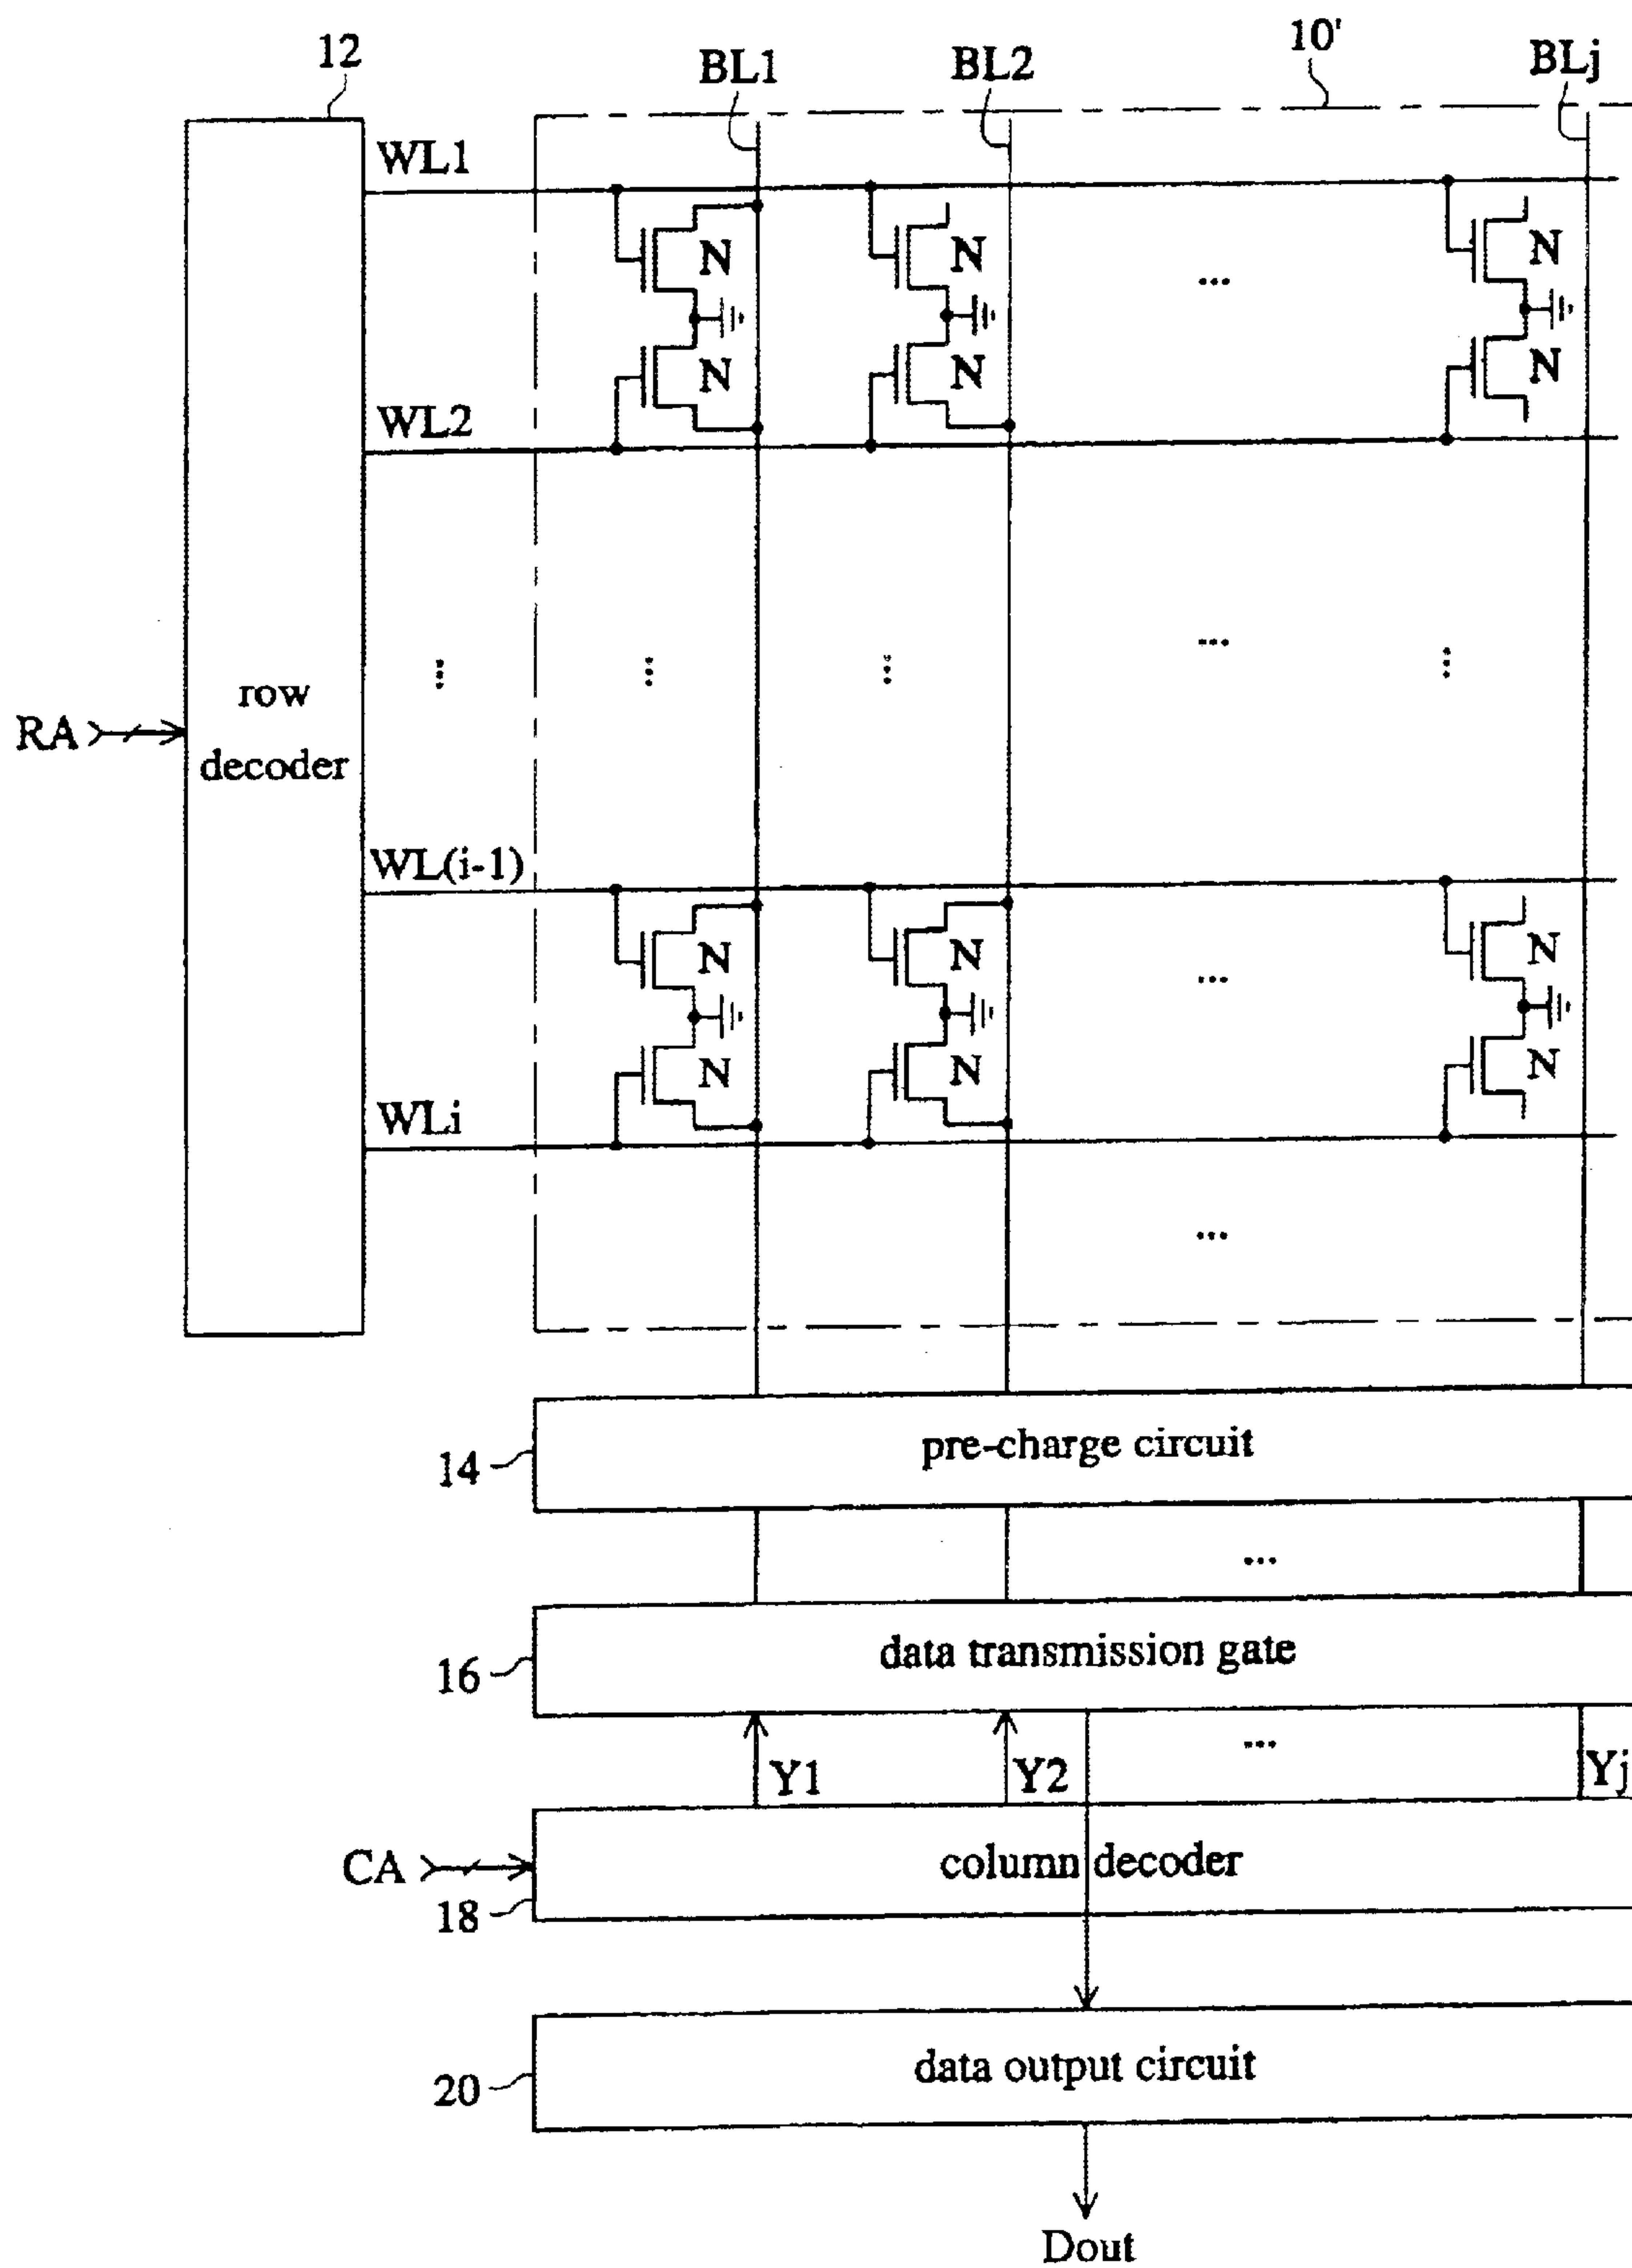 12 BL1 BL2 10' BLj
WL1
N N N
N N N
WL2
... 
row
RA
decoder
WL(i-1)
N N N
N N N
WLi
pre-charge circuit
14
data transmission gate
16
Y1 Y2 Yj
CA column decoder
18
data output circuit
20
Dout